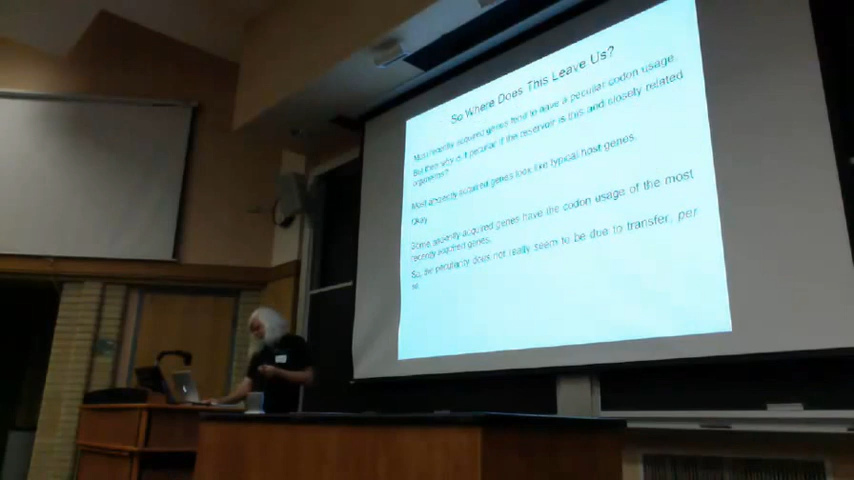 So Where Does This Leave Us?
Most recently acquired genes tend to have a peculiar codon usage.
But then why is it peculiar if the reservoir is this and closely related
organisms?
Most anciently acquired genes look like typical host genes.
Okay.
Some anciently acquired genes have the codon usage of the most
recently acquired genes.
So, the peculiarity does not really seem to be due to transfer, per
se.